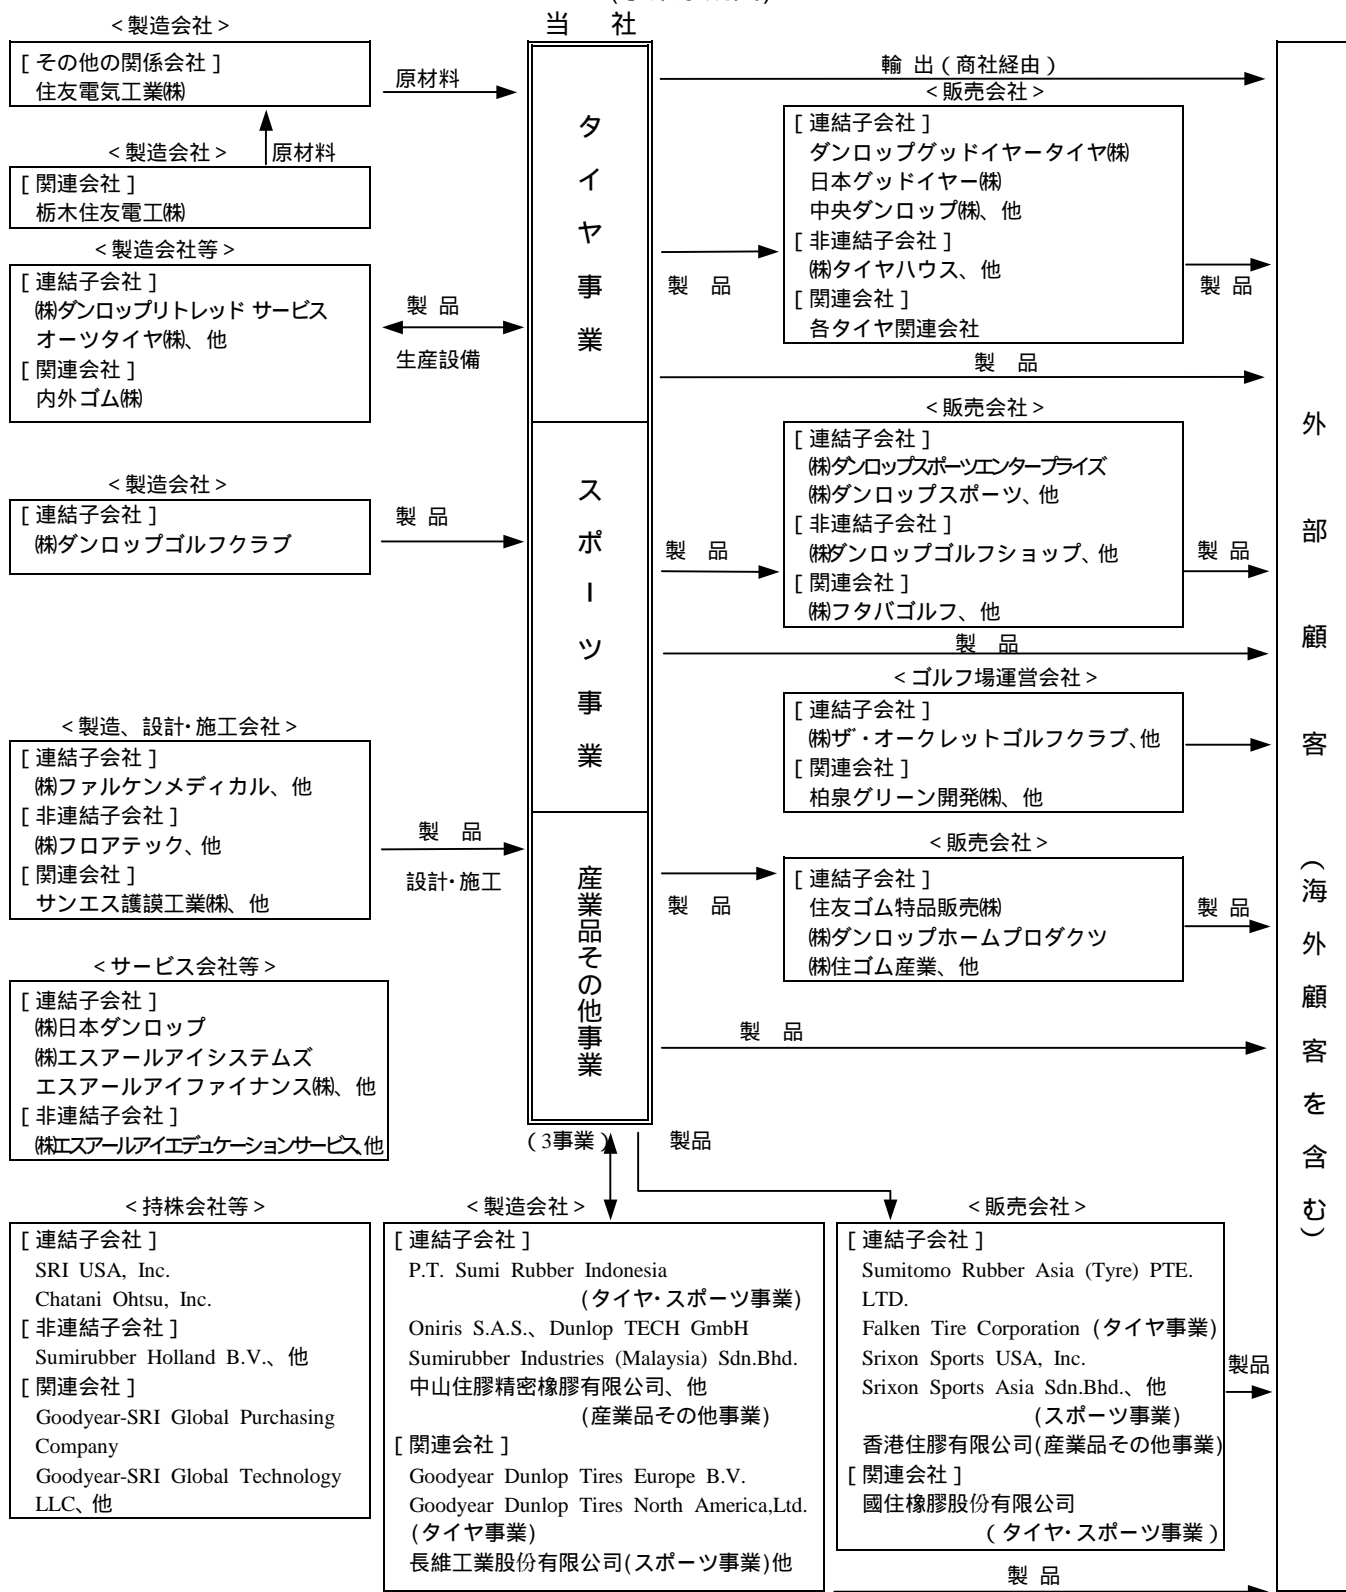 当　社
<製造会社>
[その他の関係会社]
住友電気工業㈱
原材料
<製造会社>
原材料
[関連会社]
栃木住友電工㈱
<製造会社等>
[連結子会社]
㈱ダンロップリトレッド サービス
オーツタイヤ㈱、他
[関連会社]
内外ゴム㈱
製 品
生産設備
<製造会社>
[連結子会社]
㈱ダンロップゴルフクラブ
製 品
<製造、設計･施工会社>
[連結子会社]
㈱ファルケンメディカル、他
[非連結子会社]
㈱フロアテック、他
[関連会社]
サンエス護謨工業㈱、他
製　品
設計･施工
<サービス会社等>
[連結子会社]
㈱日本ダンロップ
㈱エスアールアイシステムズ
エスアールアイファイナンス㈱、他
[非連結子会社]
㈱エスアールアイエデュケーションサービス、他
タイヤ事業
スポーツ事業
産業品その他事業
(3事業)
製品
輸 出(商社経由)
<販売会社>
[連結子会社]
ダンロップグッドイヤータイヤ㈱
日本グッドイヤー㈱
中央ダンロップ㈱、他
[非連結子会社]
㈱タイヤハウス、他
[関連会社]
各タイヤ関連会社
製　品
製 品
製　品
<販売会社>
[連結子会社]
㈱ダンロップスポーツエンタープライズ
㈱ダンロップスポーツ、他
[非連結子会社]
㈱ダンロップゴルフショップ、他
[関連会社]
㈱フタバゴルフ、他
製　品
製 品
製　品
<ゴルフ場運営会社>
[連結子会社]
㈱ザ・オークレットゴルフクラブ、他
[関連会社]
柏泉グリーン開発㈱、他
<販売会社>
[連結子会社]
住友ゴム特品販売㈱
㈱ダンロップホームプロダクツ
㈱住ゴム産業、他
製　品
製 品
製　品
外部顧客(海外顧客を含む)
<持株会社等>
[連結子会社]
SRI USA, Inc.
Chatani Ohtsu, Inc.
[非連結子会社]
Sumirubber Holland B.V.、他
[関連会社]
Goodyear-SRI Global Purchasing
Company
Goodyear-SRI Global Technology
LLC、他
<製造会社>
[連結子会社]
P.T. Sumi Rubber Indonesia
(タイヤ･スポーツ事業)
Oniris S.A.S.、Dunlop TECH GmbH
Sumirubber Industries (Malaysia) Sdn.Bhd.
中山住膠精密橡膠有限公司、他
(産業品その他事業)
[関連会社]
Goodyear Dunlop Tires Europe B.V.
Goodyear Dunlop Tires North America,Ltd.
(タイヤ事業)
長維工業股份有限公司(スポーツ事業)他
<販売会社>
[連結子会社]
Sumitomo Rubber Asia (Tyre) PTE.
LTD.
Falken Tire Corporation (タイヤ事業)
Srixon Sports USA, Inc.
Srixon Sports Asia Sdn.Bhd.、他
(スポーツ事業)
香港住膠有限公司(産業品その他事業)
[関連会社]
國住橡膠股份有限公司
(タイヤ･スポーツ事業)
製品
製 品